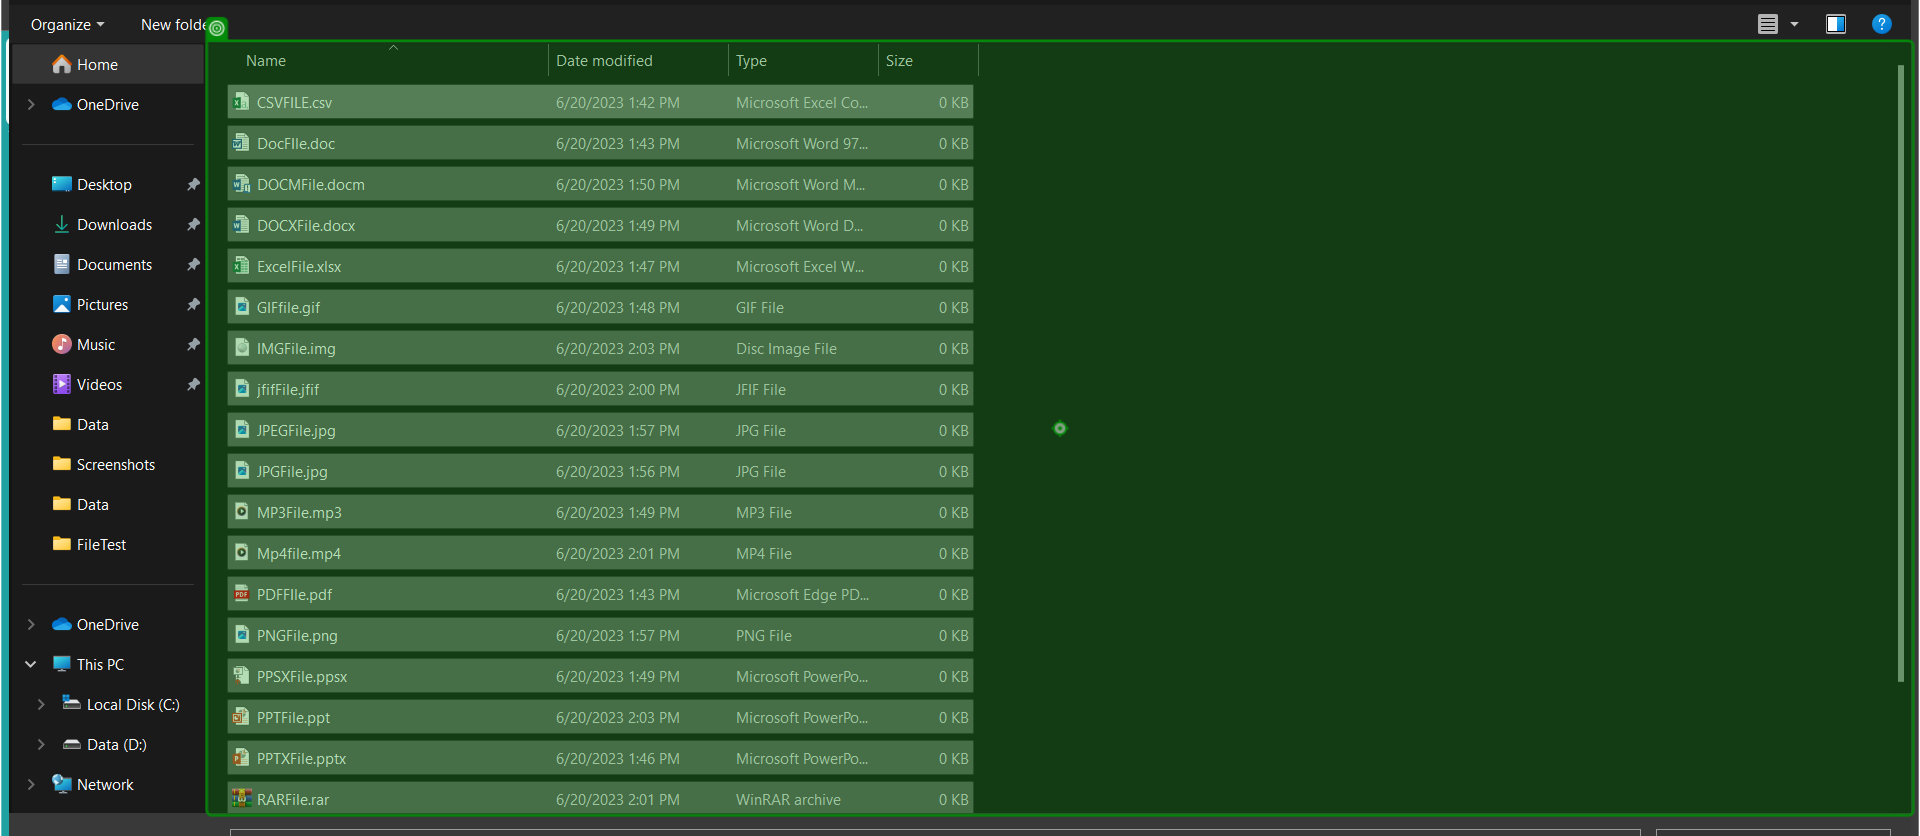 Organize New folde
Home
OneDrive
Desktop
Downloads
Documents
Pictures
Music
Videos
Data
Screenshots
Data
FileTest
OneDrive
This PC
Local Disk (C:)
Data (D:)
Network
Name Date modified Type Size
CSVFILE.csv 6/20/2023 1:42 PM Microsoft Excel Co... 0 KB
DocFIle.doc 6/20/2023 1:43 PM Microsoft Word 97... 0 KB
DOCMFile.docm 6/20/2023 1:50 PM Microsoft Word M... 0 KB
DOCXFile.docx 6/20/2023 1:49 PM Microsoft Word D... 0 KB
ExcelFile.xlsx 6/20/2023 1:47 PM Microsoft Excel W... 0 KB
GIFfile.gif 6/20/2023 1:48 PM GIF File 0 KB
IMGFile.img 6/20/2023 2:03 PM Disc Image File 0 KB
jfifFile.jfif 6/20/2023 2:00 PM JFIF File 0 KB
JPEGFile.jpg 6/20/2023 1:57 PM JPG File 0 KB
JPGFile.jpg 6/20/2023 1:56 PM JPG File 0 KB
MP3File.mp3 6/20/2023 1:49 PM MP3 File 0 KB
Mp4file.mp4 6/20/2023 2:01 PM MP4 File 0 KB
PDFFIle.pdf 6/20/2023 1:43 PM Microsoft Edge PD... 0 KB
PNGFile.png 6/20/2023 1:57 PM PNG File 0 KB
PPSXFile.ppsx 6/20/2023 1:49 PM Microsoft PowerPo... 0 KB
PPTFile.ppt 6/20/2023 2:03 PM Microsoft PowerPo... 0 KB
PPTXFile.pptx 6/20/2023 1:46 PM Microsoft PowerPo... 0 KB
RARFile.rar 6/20/2023 2:01 PM WinRAR archive 0 KB